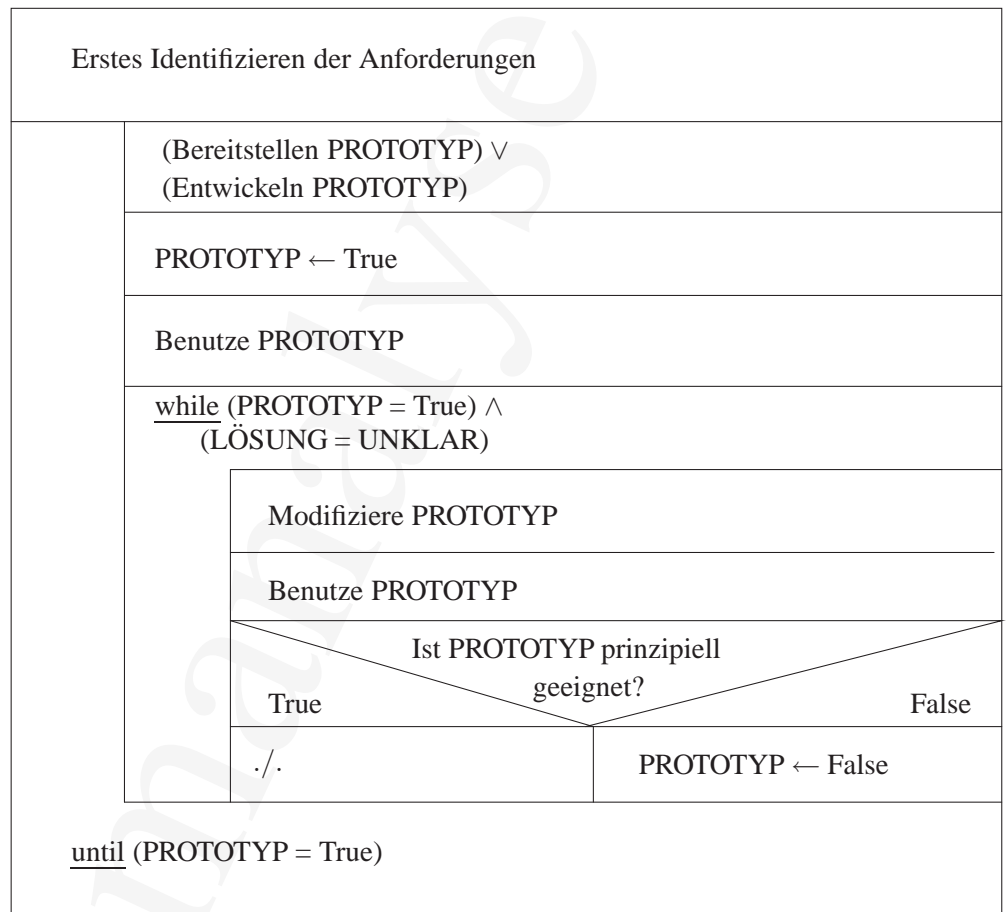 Erstes Identifizieren der Anforderungen
(Bereitstellen PROTOTYP) ∨
(Entwickeln PROTOTYP)
PROTOTYP ← True
Benutze PROTOTYP
while (PROTOTYP = True) ∧
(LÖSUNG = UNKLAR)
Modifiziere PROTOTYP
Benutze PROTOTYP
Ist PROTOTYP prinzipiell
geeignet?
True
False
./.
PROTOTYP ← False
until (PROTOTYP = True)
manalyse